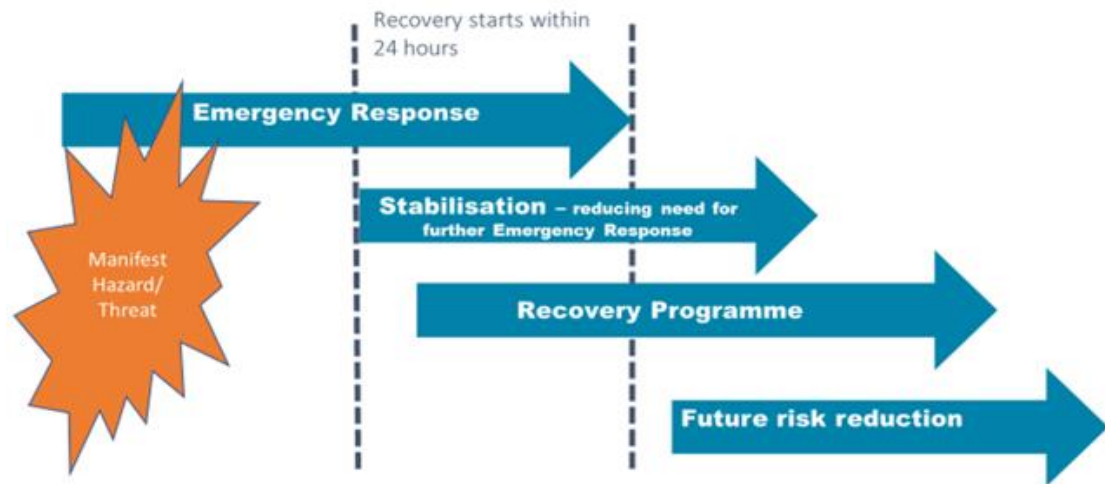 Recovery starts within
24 hours
Emergency Response
Stabilisation – reducing need for
further Emergency Response
Manifest
Hazard/
Threat
Recovery Programme
Future risk reduction